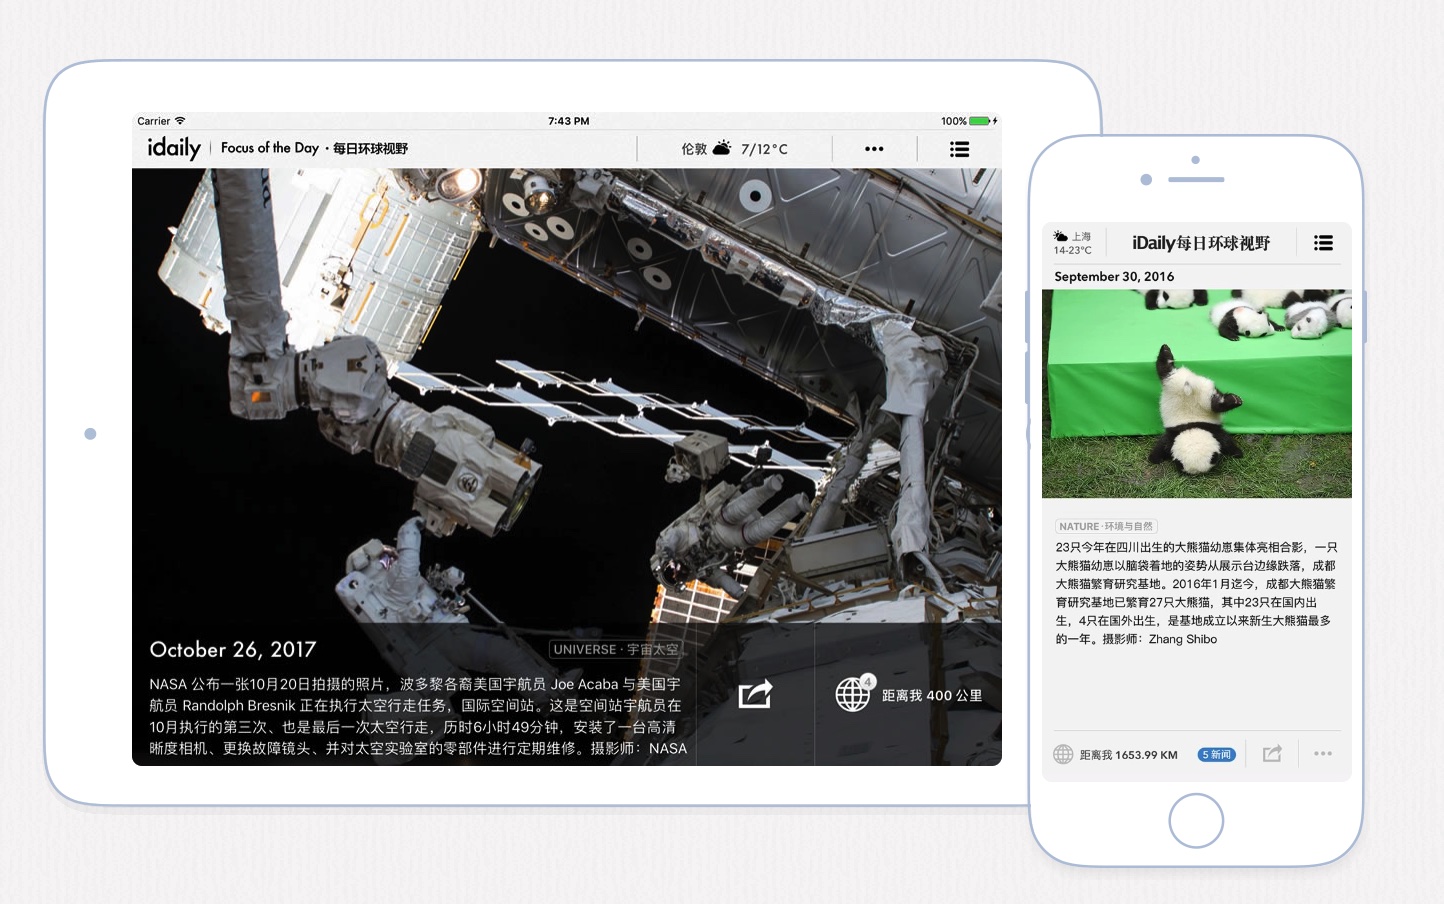 Carrier
7:43 PM
100%
idaily
Focus of the Day · 每日环球视野
伦敦
7/12°C
October 26, 2017
UNIVERSE · 宇宙太空
NASA 公布一张10月20日拍摄的照片，波多黎各裔美国宇航员 Joe Acaba 与美国宇
航员 Randolph Bresnik 正在执行太空行走任务，国际空间站。这是空间站宇航员在
10月执行的第三次、也是最后一次太空行走，历时6小时49分钟，安装了一台高清
晰度相机、更换故障镜头、并对太空实验室的零部件进行定期维修。摄影师：NASA
4
距离我 400 公里
上海
14-23°C
iDaily每日环球视野
September 30, 2016
NATURE·环境与自然
23只今年在四川出生的大熊猫幼崽集体亮相合影，一只
大熊猫幼崽以脑袋着地的姿势从展示台边缘跌落，成都
大熊猫繁育研究基地。2016年1月迄今，成都大熊猫繁
育研究基地已繁育27只大熊猫，其中23只在国内出
生，4只在国外出生，是基地成立以来新生大熊猫最多
的一年。摄影师：Zhang Shibo
距离我 1653.99 KM
5 新闻